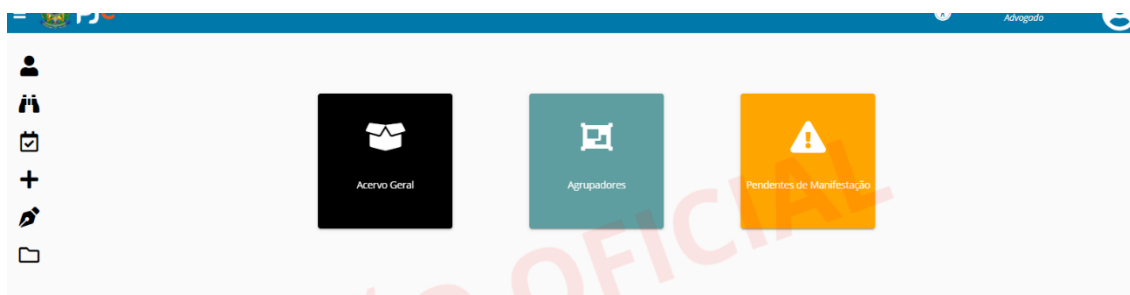 PJe
Advogado
Acervo Geral
Agrupadores
Pendentes de Manifestação
OFICIAL